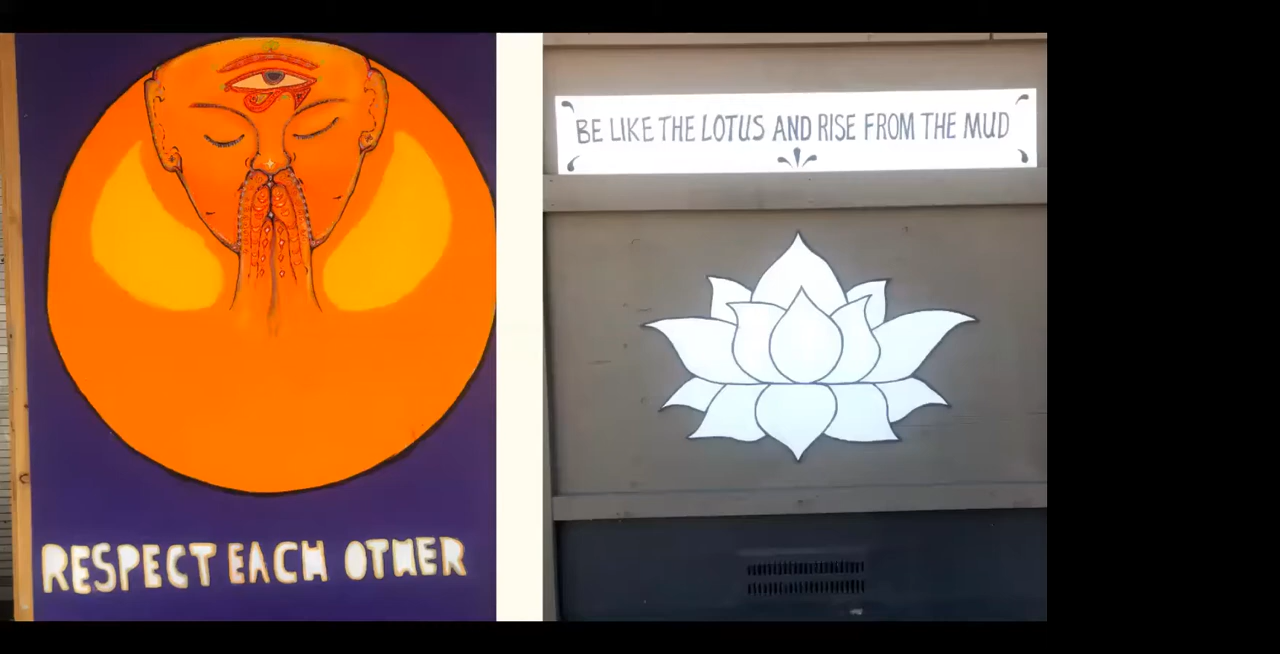 RESPECT EACH OTHER
BE LIKE THE LOTUS AND RISE FROM THE MUD